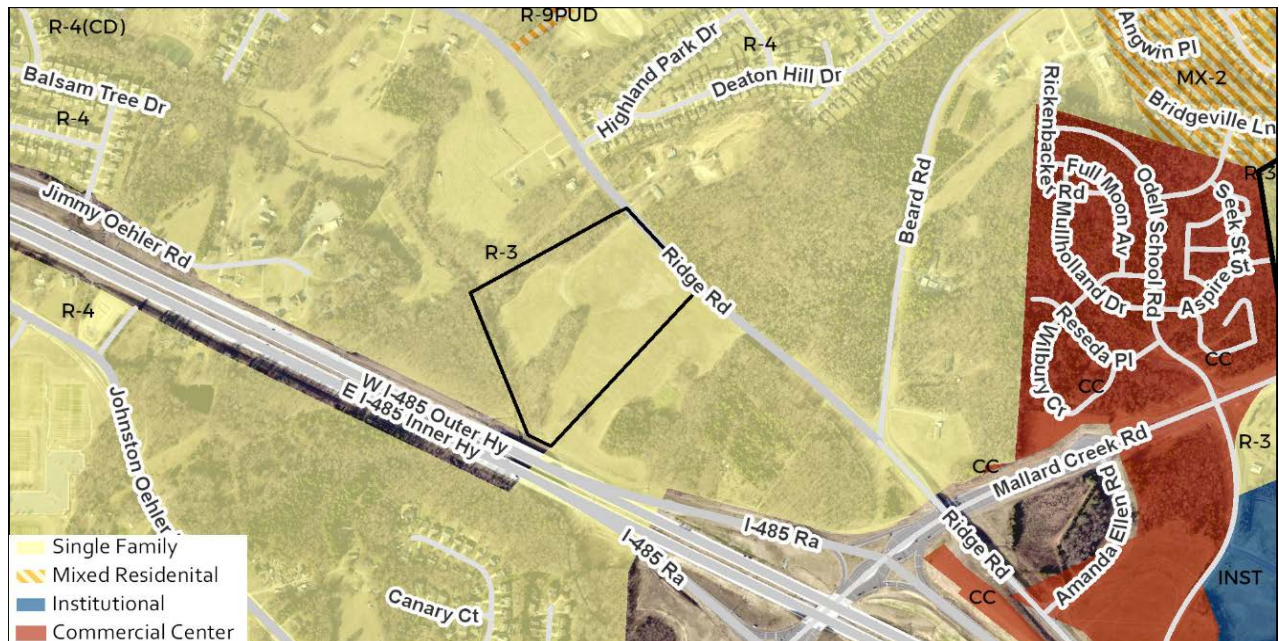 R-4(CD)
R-9PUD
Angwin Pl
Balsam Tree Dr
R-4
Highland Park Dr
R-4
Deaton Hill Dr
MX-2
Bridgeville Ln
Rickenbacker Rd
Full Moon Av
Mullholland Dr
Odell School Rd
Seek St
Aspire St
R-3
Beard Rd
Jimmy Oehler Rd
R-3
Ridge Rd
R-4
Reseda Pl
Wilbury Ct
CC
CC
W I-485 Outer Hy
E I-485 Inner Hy
Johnston Oehler
CC
Mallard Creek Rd
R-3
I-485 Ra
I-485 Ra
Ridge Rd
Amanda Ellen Rd
INST
Canary Ct
CC
Single Family
Mixed Residenital
Institutional
Commercial Center